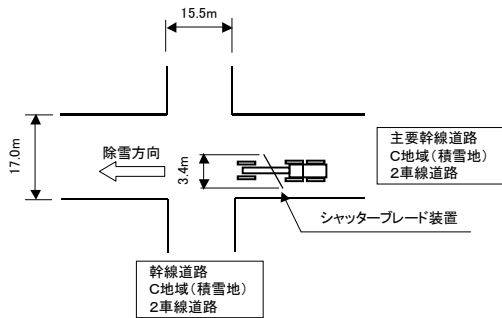 15.5m
17.0m
除雪方向
3.4m
主要幹線道路
C地域(積雪地)
2車線道路
シャッターブレード装置
幹線道路
C地域(積雪地)
2車線道路